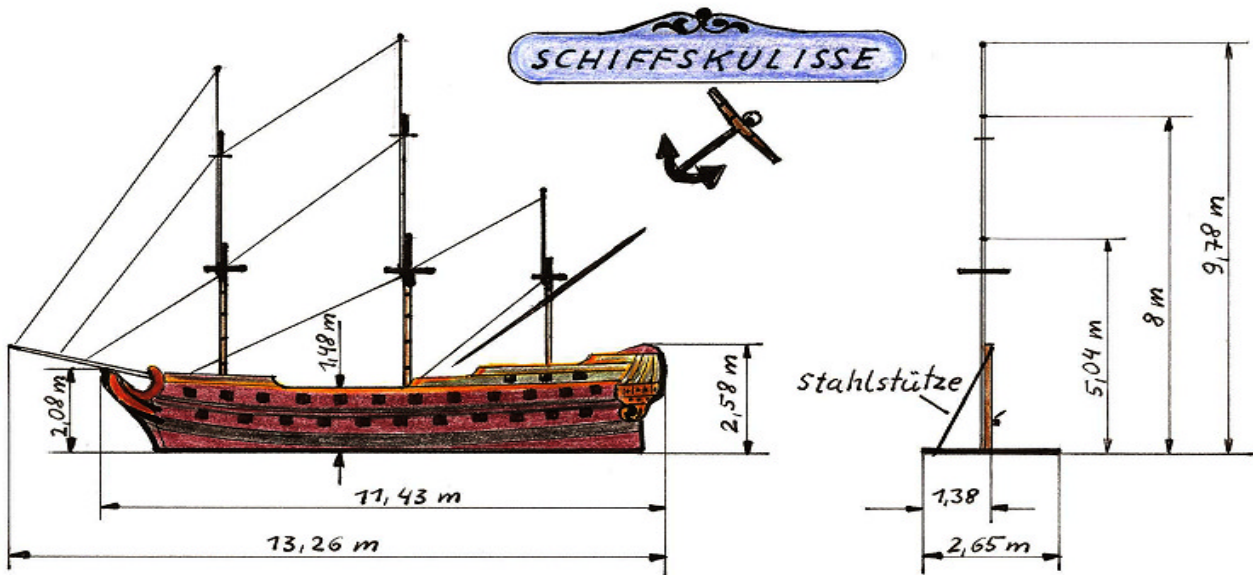 SCHIFFSKULISSE
1,48 m
2,08 m
2,58 m
11,43 m
13,26 m
Stahlstütze
5,04 m
8 m
9,78 m
1,38
2,65 m